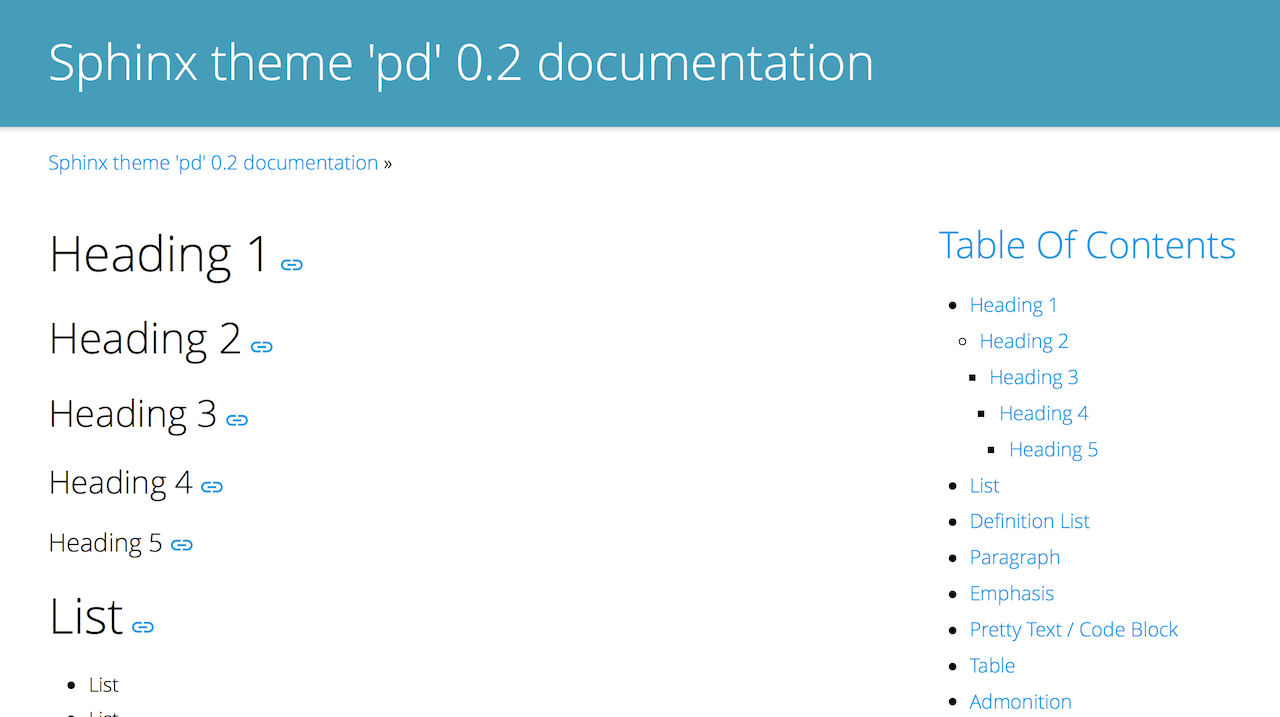 Sphinx theme 'pd' 0.2 documentation
Sphinx theme 'pd' 0.2 documentation »
Heading 1
Heading 2
Heading 3
Heading 4
Heading 5
List
List
List
Table Of Contents
Heading 1
Heading 2
Heading 3
Heading 4
Heading 5
List
Definition List
Paragraph
Emphasis
Pretty Text / Code Block
Table
Admonition